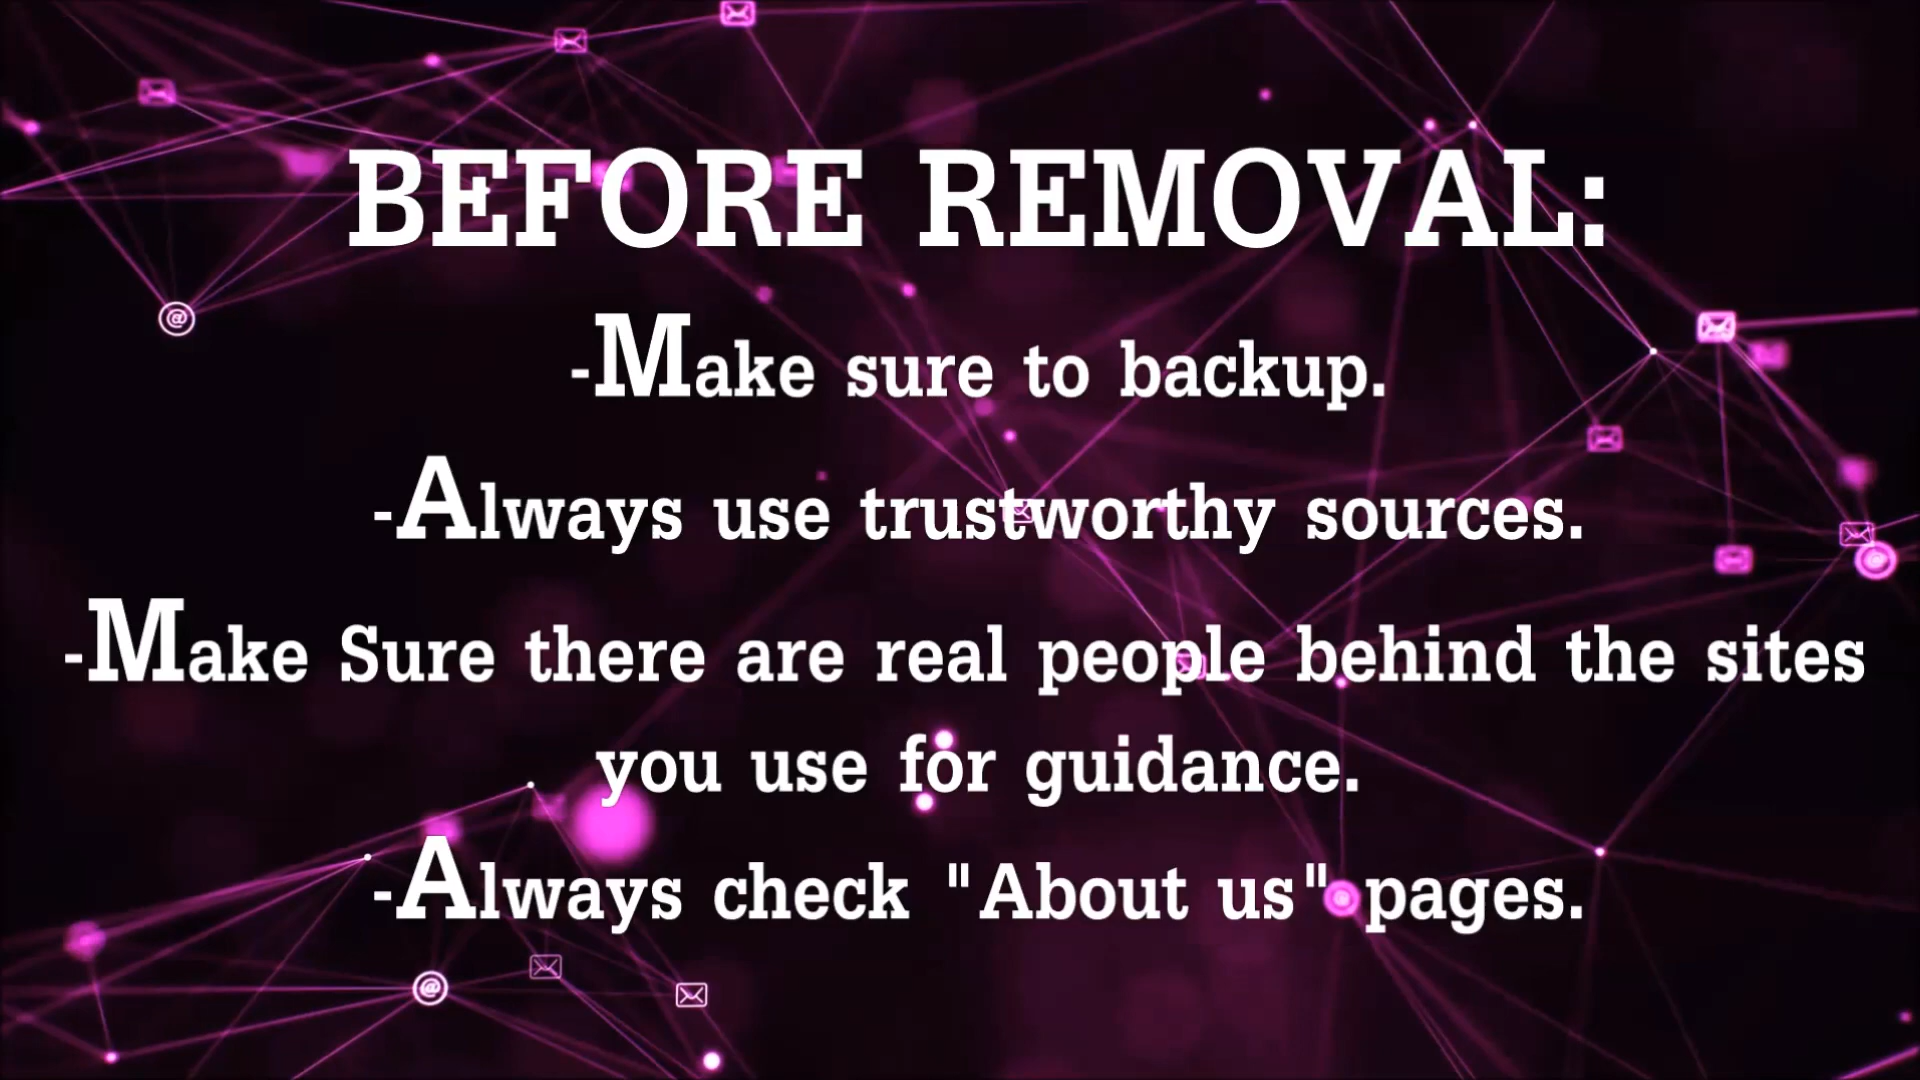 BEFORE REMOVAL:
-Make sure to backup.
-Always use trustworthy sources.
-Make Sure there are real people behind the sites
you use for guidance.
-Always check "About us" pages.